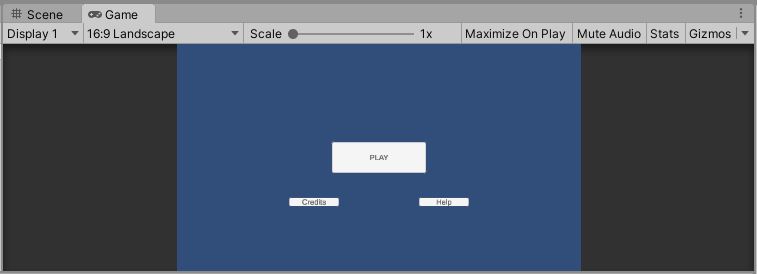 Scene Game
Display 1 16:9 Landscape Scale 1x Maximize On Play Mute Audio Stats Gizmos
PLAY
Credits Help